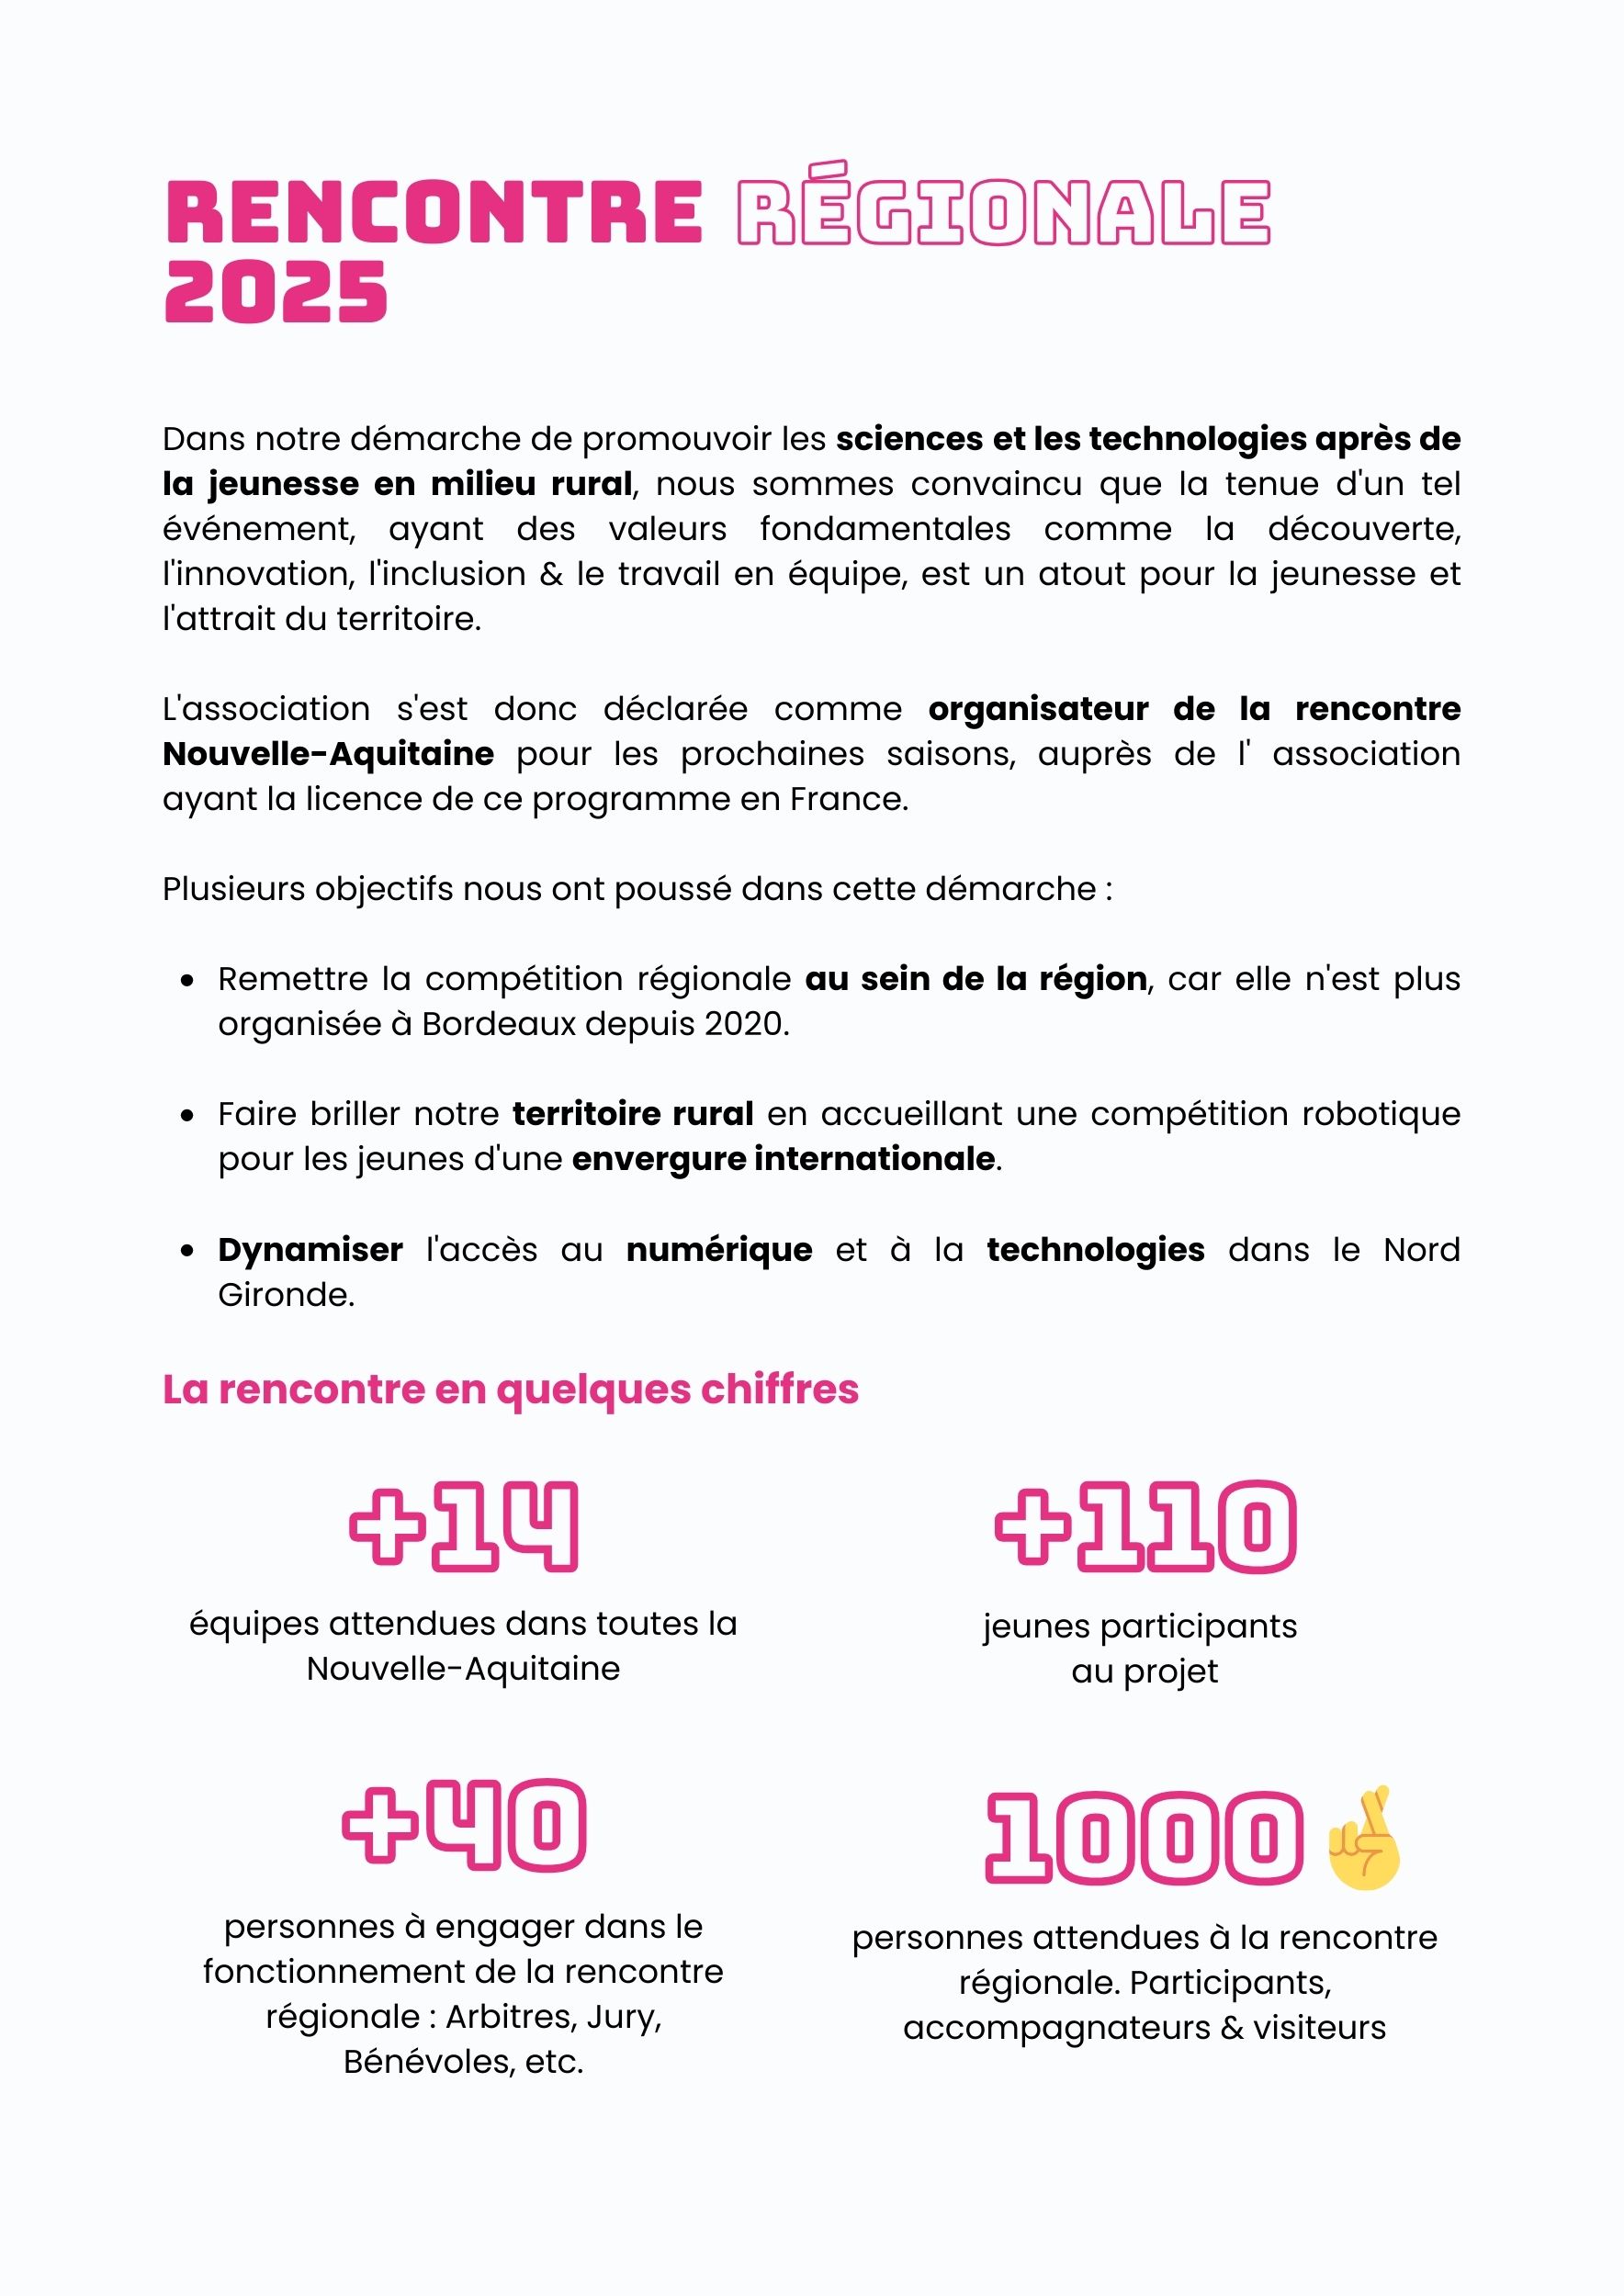 RENCONTRE RÉGIONALE
2025
Dans notre démarche de promouvoir les sciences et les technologies après de
la jeunesse en milieu rural, nous sommes convaincu que la tenue d'un tel
événement, ayant des valeurs fondamentales comme la découverte,
l'innovation, l'inclusion & le travail en équipe, est un atout pour la jeunesse et
l'attrait du territoire.
L'association s'est donc déclarée comme organisateur de la rencontre
Nouvelle-Aquitaine pour les prochaines saisons, auprès de l' association
ayant la licence de ce programme en France.
Plusieurs objectifs nous ont poussé dans cette démarche :
• Remettre la compétition régionale au sein de la région, car elle n'est plus
organisée à Bordeaux depuis 2020.
• Faire briller notre territoire rural en accueillant une compétition robotique
pour les jeunes d'une envergure internationale.
• Dynamiser l'accès au numérique et à la technologies dans le Nord
Gironde.
La rencontre en quelques chiffres
+14
équipes attendues dans toutes la
Nouvelle-Aquitaine
+110
jeunes participants
au projet
+40
personnes à engager dans le
fonctionnement de la rencontre
régionale : Arbitres, Jury,
Bénévoles, etc.
1000🤞
personnes attendues à la rencontre
régionale. Participants,
accompagnateurs & visiteurs